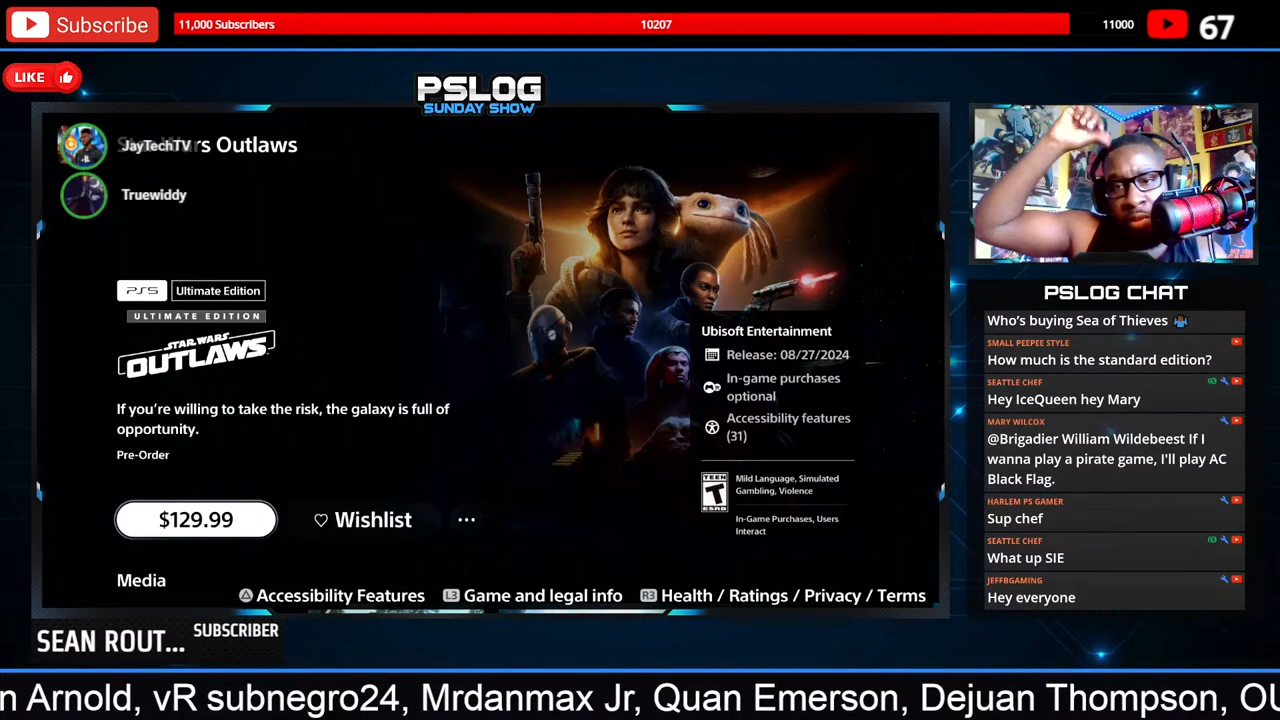 Subscribe
11,000 Subscribers
10207
11000
67
LIKE
PSLOG
SUNDAY SHOW
JayTechTV
rs Outlaws
Truewiddy
PS5
Ultimate Edition
ULTIMATE EDITION
STAR WARS
OUTLAWS
If you're willing to take the risk, the galaxy is full of
opportunity.
Pre-Order
$129.99
Wishlist
...
Media
Ubisoft Entertainment
Release: 08/27/2024
In-game purchases
optional
Accessibility features
(31)
TEEN
T
ESRB
Mild Language, Simulated
Gambling, Violence
In-Game Purchases, Users
Interact
Accessibility Features
L3 Game and legal info
R3 Health / Ratings / Privacy / Terms
PSLOG CHAT
Who's buying Sea of Thieves
SMALL PEEPEE STYLE
How much is the standard edition?
SEATTLE CHEF
Hey IceQueen hey Mary
MARY WILCOX
@Brigadier William Wildebeest If I
wanna play a pirate game, I'll play AC
Black Flag.
HARLEM PS GAMER
Sup chef
SEATTLE CHEF
What up SIE
JEFFBGAMING
Hey everyone
SEAN ROUT...
SUBSCRIBER
n Arnold, vR subnegro24, Mrdanmax Jr, Quan Emerson, Dejuan Thompson, OU